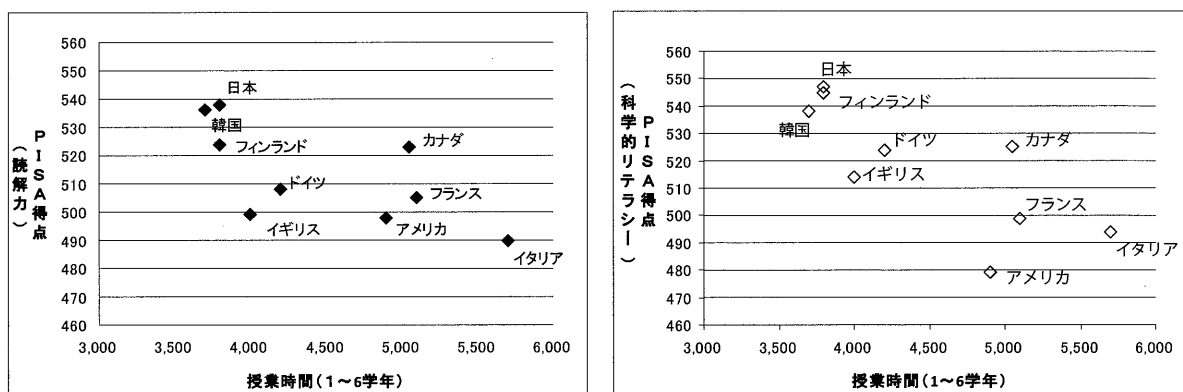 560
550
540
530
520
510
500
490
480
470
460
PISA得点
（読解力）
日本
韓国
フィンランド
カナダ
ドイツ
フランス
イギリス
アメリカ
イタリア
3,000 3,500 4,000 4,500 5,000 5,500 6,000
授業時間（1～6学年）
560
550
540
530
520
510
500
490
480
470
460
PISA得点
（科学的リテラシー）
日本
フィンランド
韓国
ドイツ
カナダ
イギリス
フランス
イタリア
アメリカ
3,000 3,500 4,000 4,500 5,000 5,500 6,000
授業時間（1～6学年）